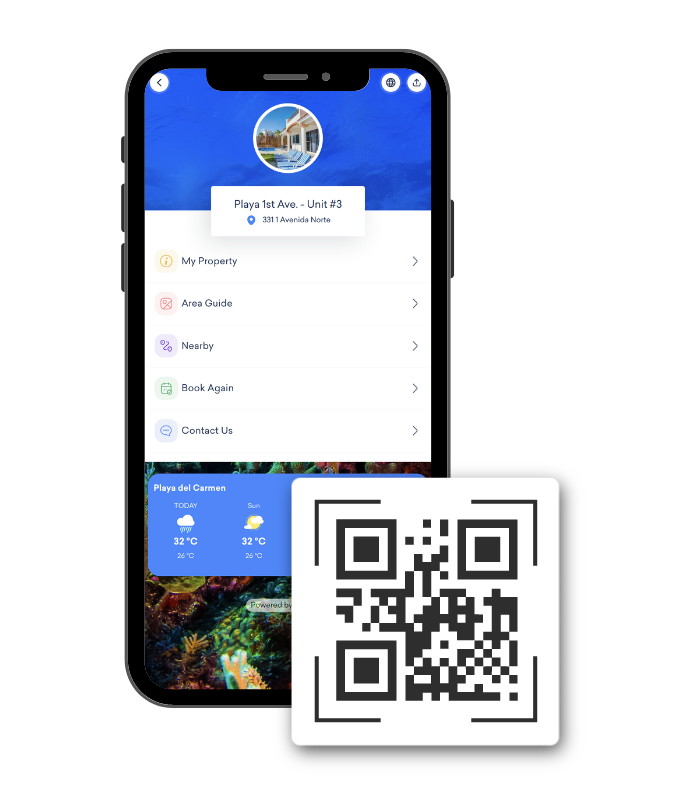 Playa 1st Ave. - Unit #3
331 1 Avenida Norte
My Property
Area Guide
Nearby
Book Again
Contact Us
Playa del Carmen
TODAY Sun
32 °C 32 °C
26 °C 26 °C
Powered by